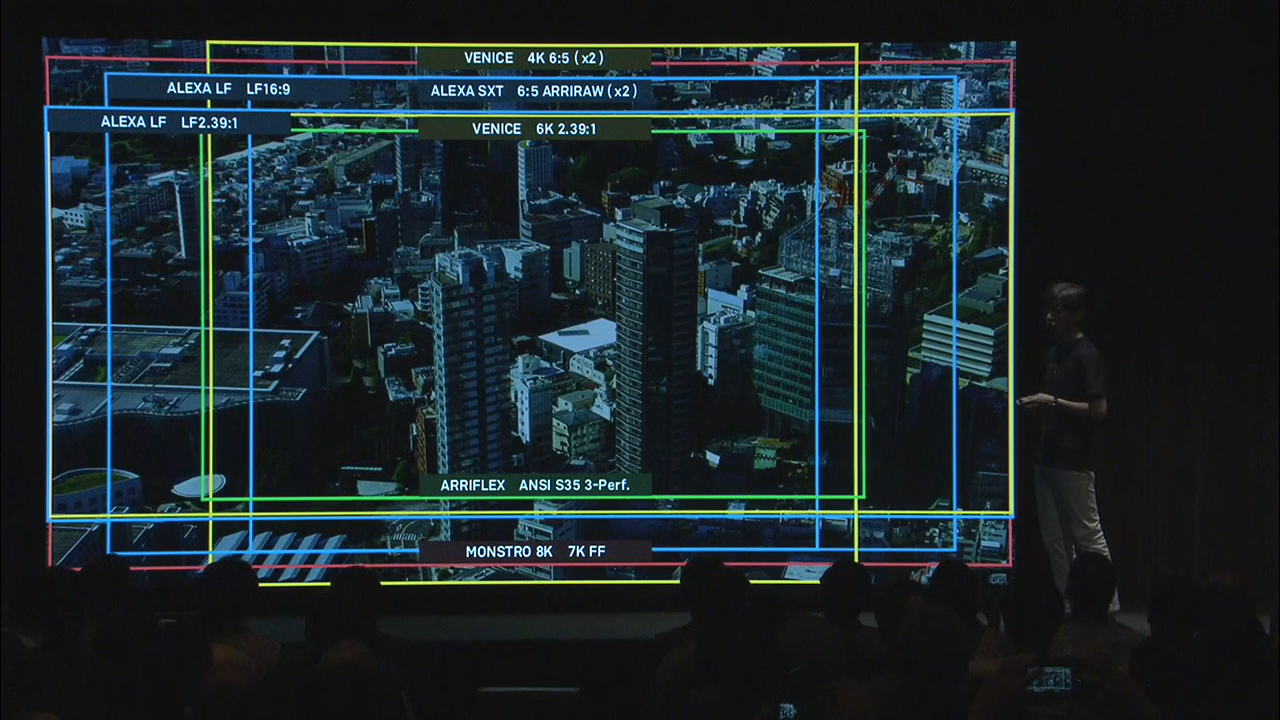 VENICE 4K 6:5 (x2)
ALEXA LF LF16:9
ALEXA SXT 6:5 ARRIRAW (x2)
ALEXA LF LF2.39:1
VENICE 6K 2.39:1
ARRIFLEX ANSI S35 3-Perf.
MONSTRO 8K 7K FF